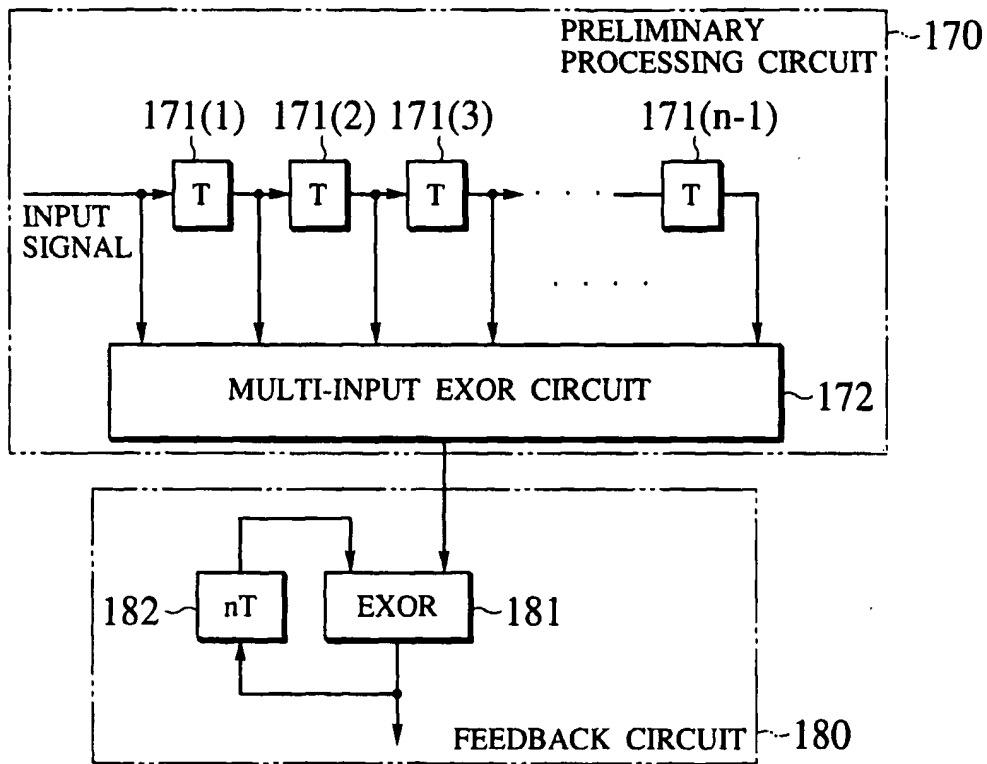 PRELIMINARY
PROCESSING CIRCUIT
170
171(1) 171(2) 171(3) 171(n-1)
T T T T
INPUT
SIGNAL
MULTI-INPUT EXOR CIRCUIT
172
182 nT EXOR 181
FEEDBACK CIRCUIT 180